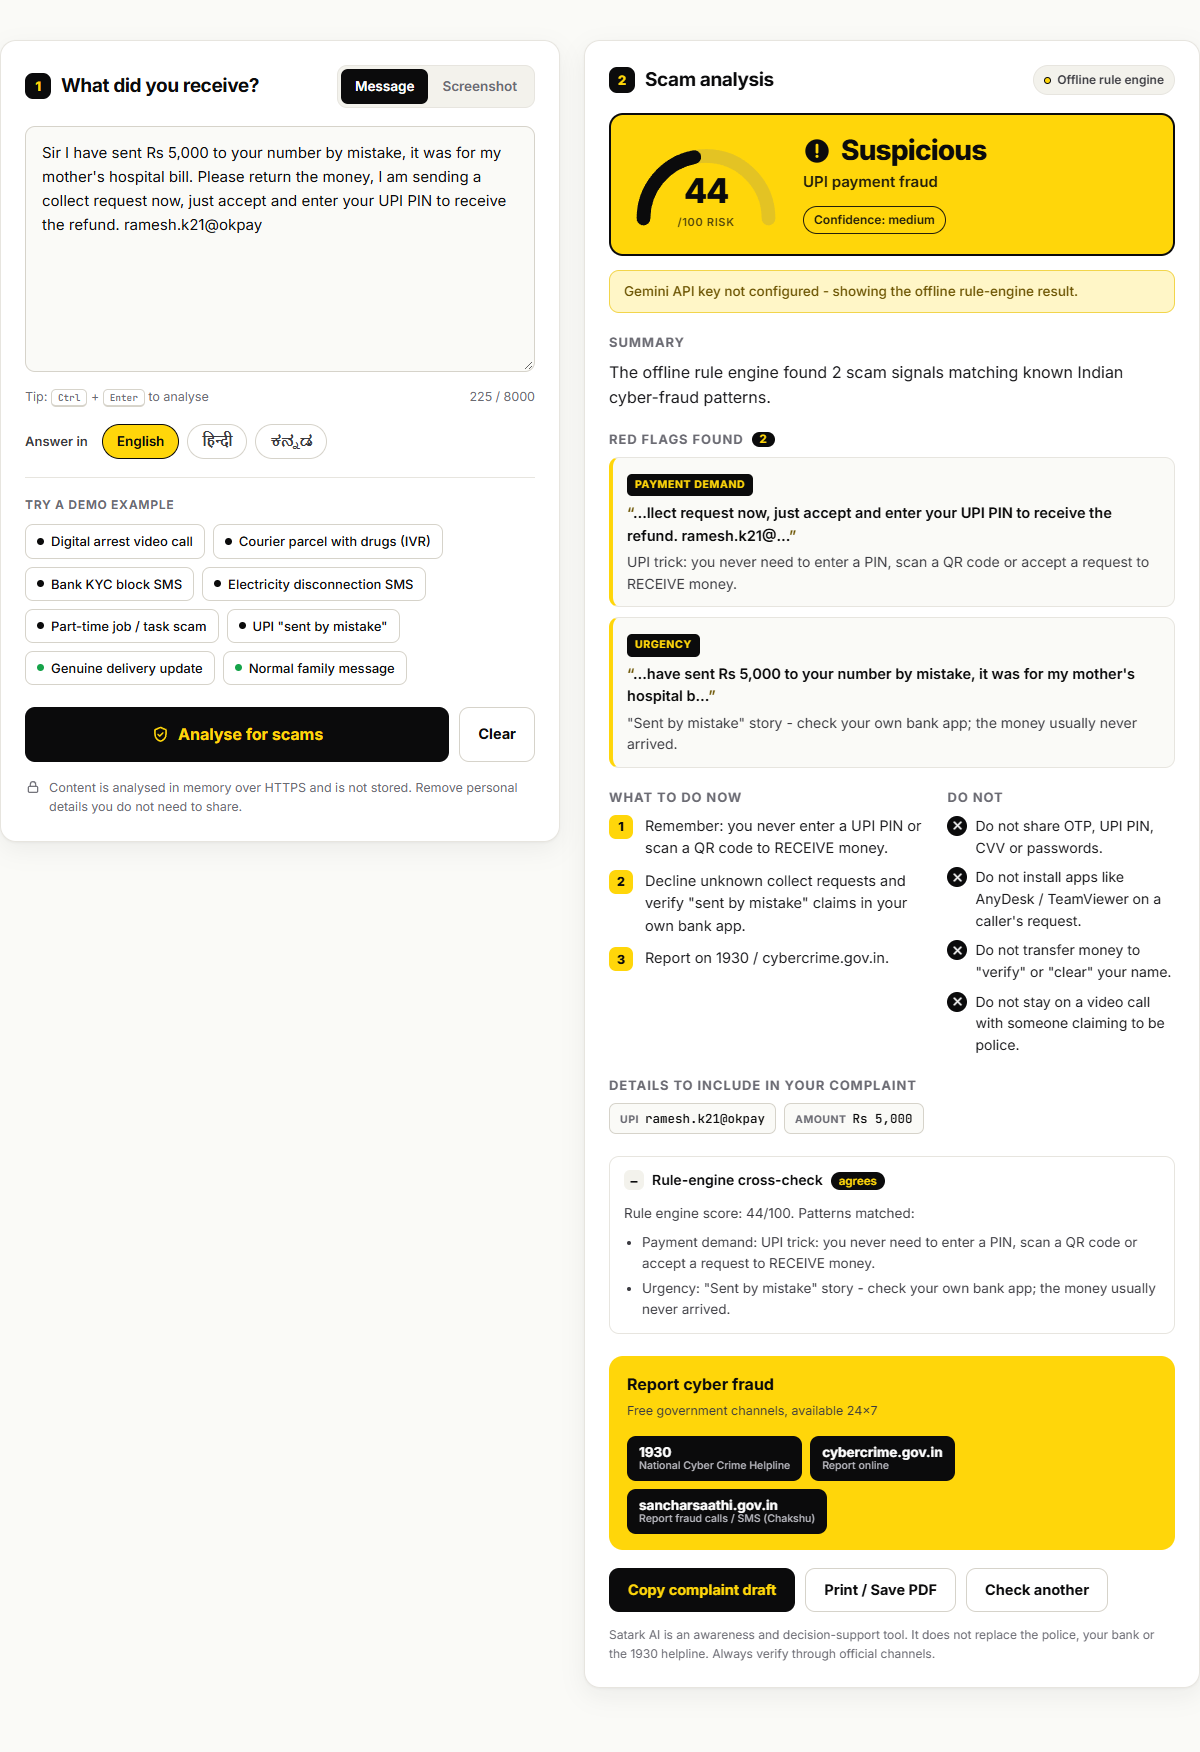 1 What did you receive?
Message Screenshot
Sir I have sent Rs 5,000 to your number by mistake, it was for my
mother's hospital bill. Please return the money, I am sending a
collect request now, just accept and enter your UPI PIN to receive
the refund. ramesh.k21@okpay
Tip: Ctrl + Enter to analyse 225 / 8000
Answer in English हिन्दी ಕನ್ನಡ
TRY A DEMO EXAMPLE
Digital arrest video call Courier parcel with drugs (IVR)
Bank KYC block SMS Electricity disconnection SMS
Part-time job / task scam UPI "sent by mistake"
Genuine delivery update Normal family message
Analyse for scams Clear
Content is analysed in memory over HTTPS and is not stored. Remove personal
details you do not need to share.
2 Scam analysis Offline rule engine
44
/100 RISK
Suspicious
UPI payment fraud
Confidence: medium
Gemini API key not configured - showing the offline rule-engine result.
SUMMARY
The offline rule engine found 2 scam signals matching known Indian
cyber-fraud patterns.
RED FLAGS FOUND 2
PAYMENT DEMAND
“...llect request now, just accept and enter your UPI PIN to receive the
refund. ramesh.k21@...”
UPI trick: you never need to enter a PIN, scan a QR code or accept a request to
RECEIVE money.
URGENCY
“...have sent Rs 5,000 to your number by mistake, it was for my mother's
hospital b...”
"Sent by mistake" story - check your own bank app; the money usually never
arrived.
WHAT TO DO NOW
1 Remember: you never enter a UPI PIN or
scan a QR code to RECEIVE money.
2 Decline unknown collect requests and
verify "sent by mistake" claims in your
own bank app.
3 Report on 1930 / cybercrime.gov.in.
DO NOT
Do not share OTP, UPI PIN,
CVV or passwords.
Do not install apps like
AnyDesk / TeamViewer on a
caller's request.
Do not transfer money to
"verify" or "clear" your name.
Do not stay on a video call
with someone claiming to be
police.
DETAILS TO INCLUDE IN YOUR COMPLAINT
UPI ramesh.k21@okpay AMOUNT Rs 5,000
– Rule-engine cross-check agrees
Rule engine score: 44/100. Patterns matched:
• Payment demand: UPI trick: you never need to enter a PIN, scan a QR code or
accept a request to RECEIVE money.
• Urgency: "Sent by mistake" story - check your own bank app; the money usually
never arrived.
Report cyber fraud
Free government channels, available 24×7
1930
National Cyber Crime Helpline
cybercrime.gov.in
Report online
sancharsaathi.gov.in
Report fraud calls / SMS (Chakshu)
Copy complaint draft Print / Save PDF Check another
Satark AI is an awareness and decision-support tool. It does not replace the police, your bank or
the 1930 helpline. Always verify through official channels.